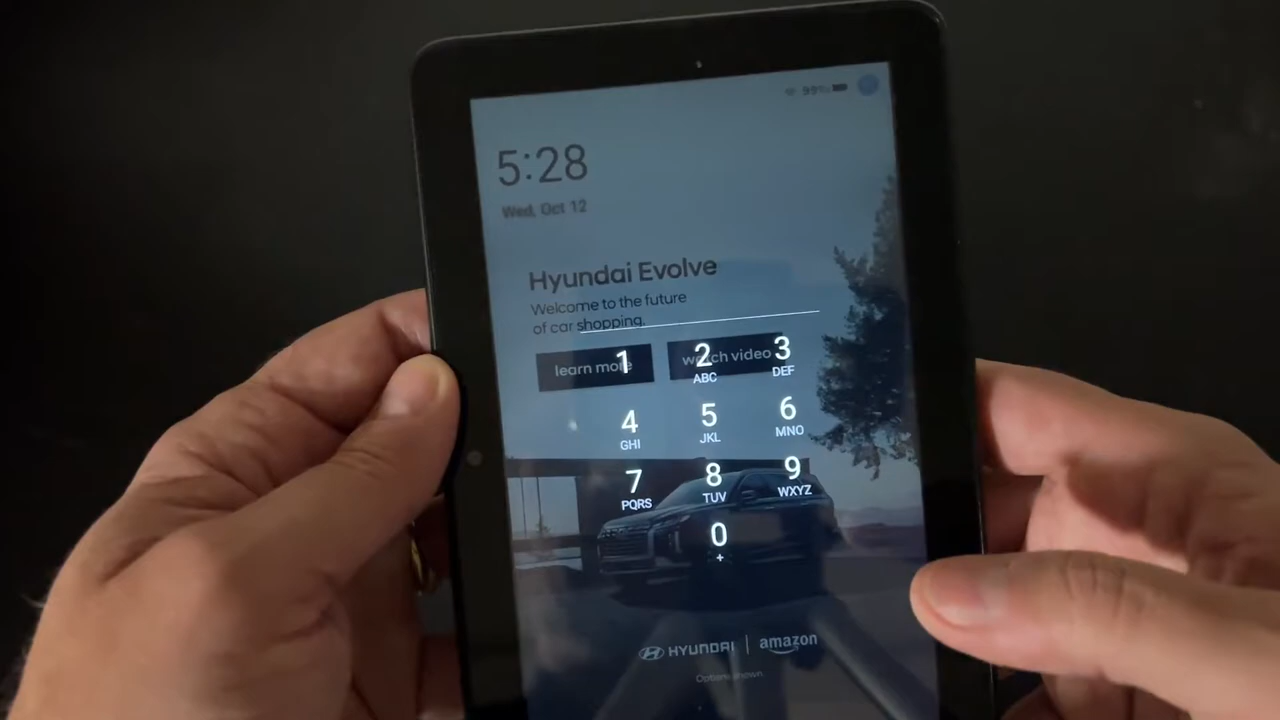 99%
5:28
Wed, Oct 12
Hyundai Evolve
Welcome to the future
of car shopping.
learn more
watch video
1
2
ABC
3
DEF
4
GHI
5
JKL
6
MNO
7
PQRS
8
TUV
9
WXYZ
0
+
HYUNDAI | amazon
Options shown